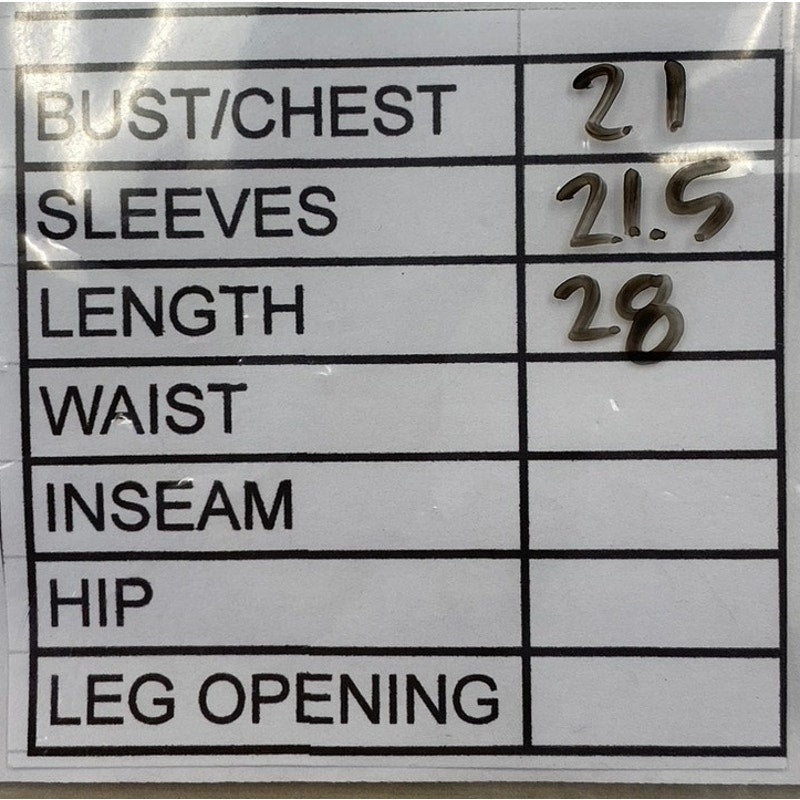 BUST/CHEST 21
SLEEVES 21.5
LENGTH 28
WAIST
INSEAM
HIP
LEG OPENING